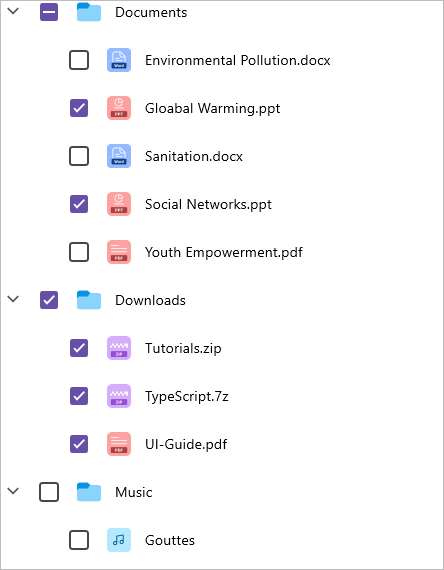 Documents
Word Environmental Pollution.docx
PPT Gloabal Warming.ppt
Word Sanitation.docx
PPT Social Networks.ppt
PDF Youth Empowerment.pdf
Downloads
ZIP Tutorials.zip
ZIP TypeScript.7z
PDF UI-Guide.pdf
Music
Gouttes